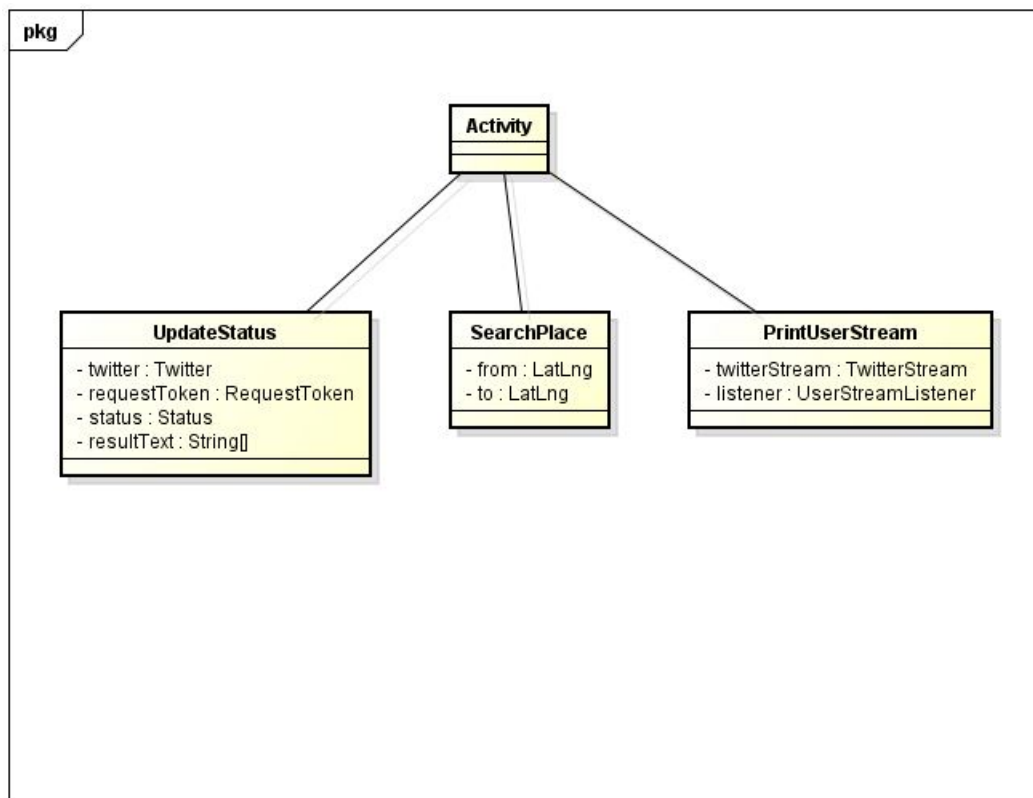 pkg
Activity
UpdateStatus
- twitter : Twitter
- requestToken : RequestToken
- status : Status
- resultText : String[]
SearchPlace
- from : LatLng
- to : LatLng
PrintUserStream
- twitterStream : TwitterStream
- listener : UserStreamListener